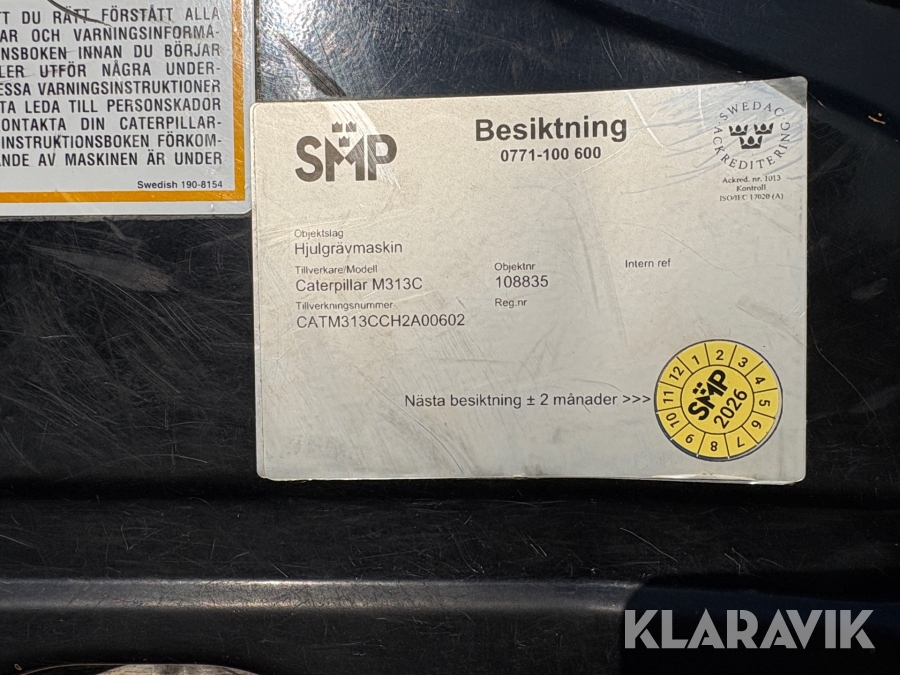 T DU RÄTT FÖRSTÅTT ALLA
AR OCH VARNINGSINFORMA-
NSBOKEN INNAN DU BÖRJAR
LER UTFÖR NÅGRA UNDER-
ESSA VARNINGSINSTRUKTIONER
TA LEDA TILL PERSONSKADOR
KONTAKTA DIN CATERPILLAR-
INSTRUKTIONSBOKEN FÖRKOM-
ANDE AV MASKINEN ÄR UNDER
Swedish 190-8154
SMP
Besiktning
0771-100 600
SWEDAC
ACKREDITERING
Ackred. nr. 1013
Kontroll
ISO/IEC 17020 (A)
Objektslag
Hjulgrävmaskin
Tillverkare/Modell
Caterpillar M313C
Objektnr
108835
Intern ref
Tillverkningsnummer
CATM313CCH2A00602
Reg.nr
Nästa besiktning ± 2 månader >>>
1 2 3 4 5 6 7 8 9 10 11 12
SMP
2026
KLARAVIK